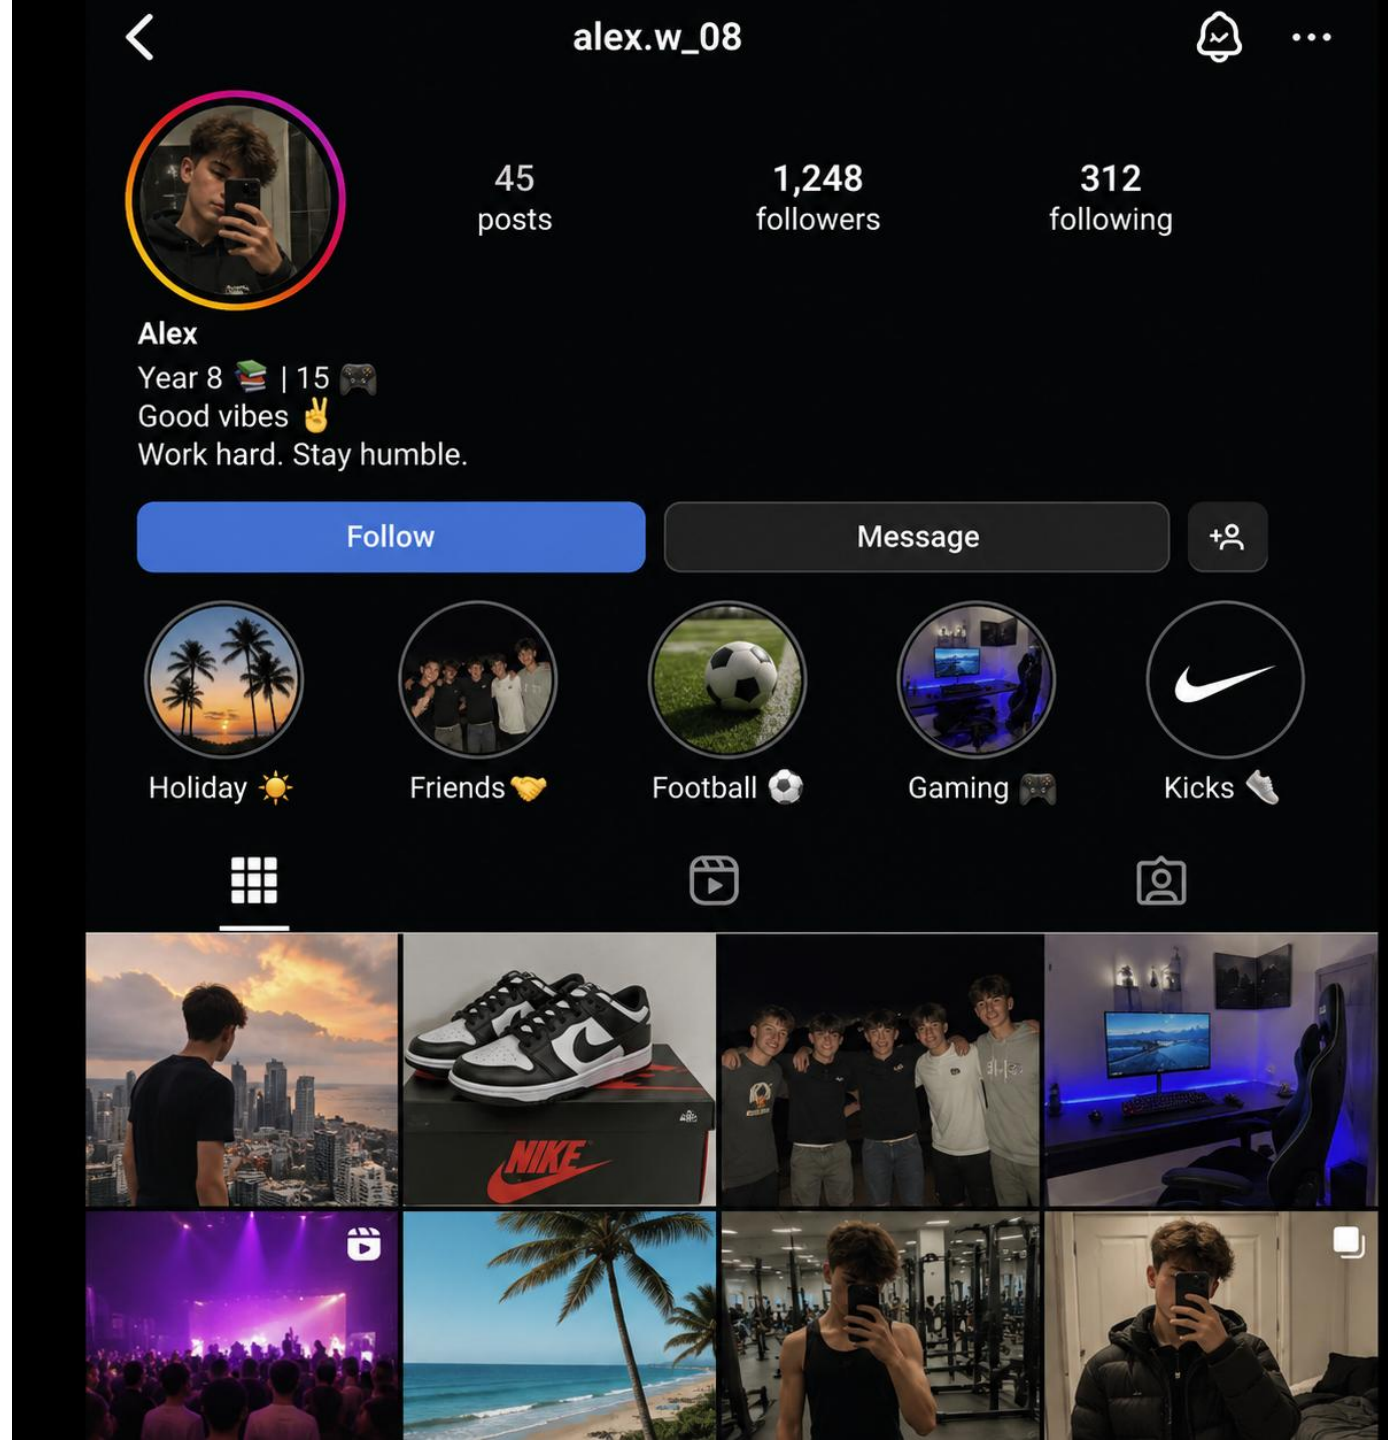 alex.w_08
45
posts
1,248
followers
312
following
Alex
Year 8 📚 | 15 🎮
Good vibes ✌️
Work hard. Stay humble.
Follow
Message
Holiday ☀️
Friends🤝
Football ⚽
Gaming 🎮
Kicks 👟
NIKE